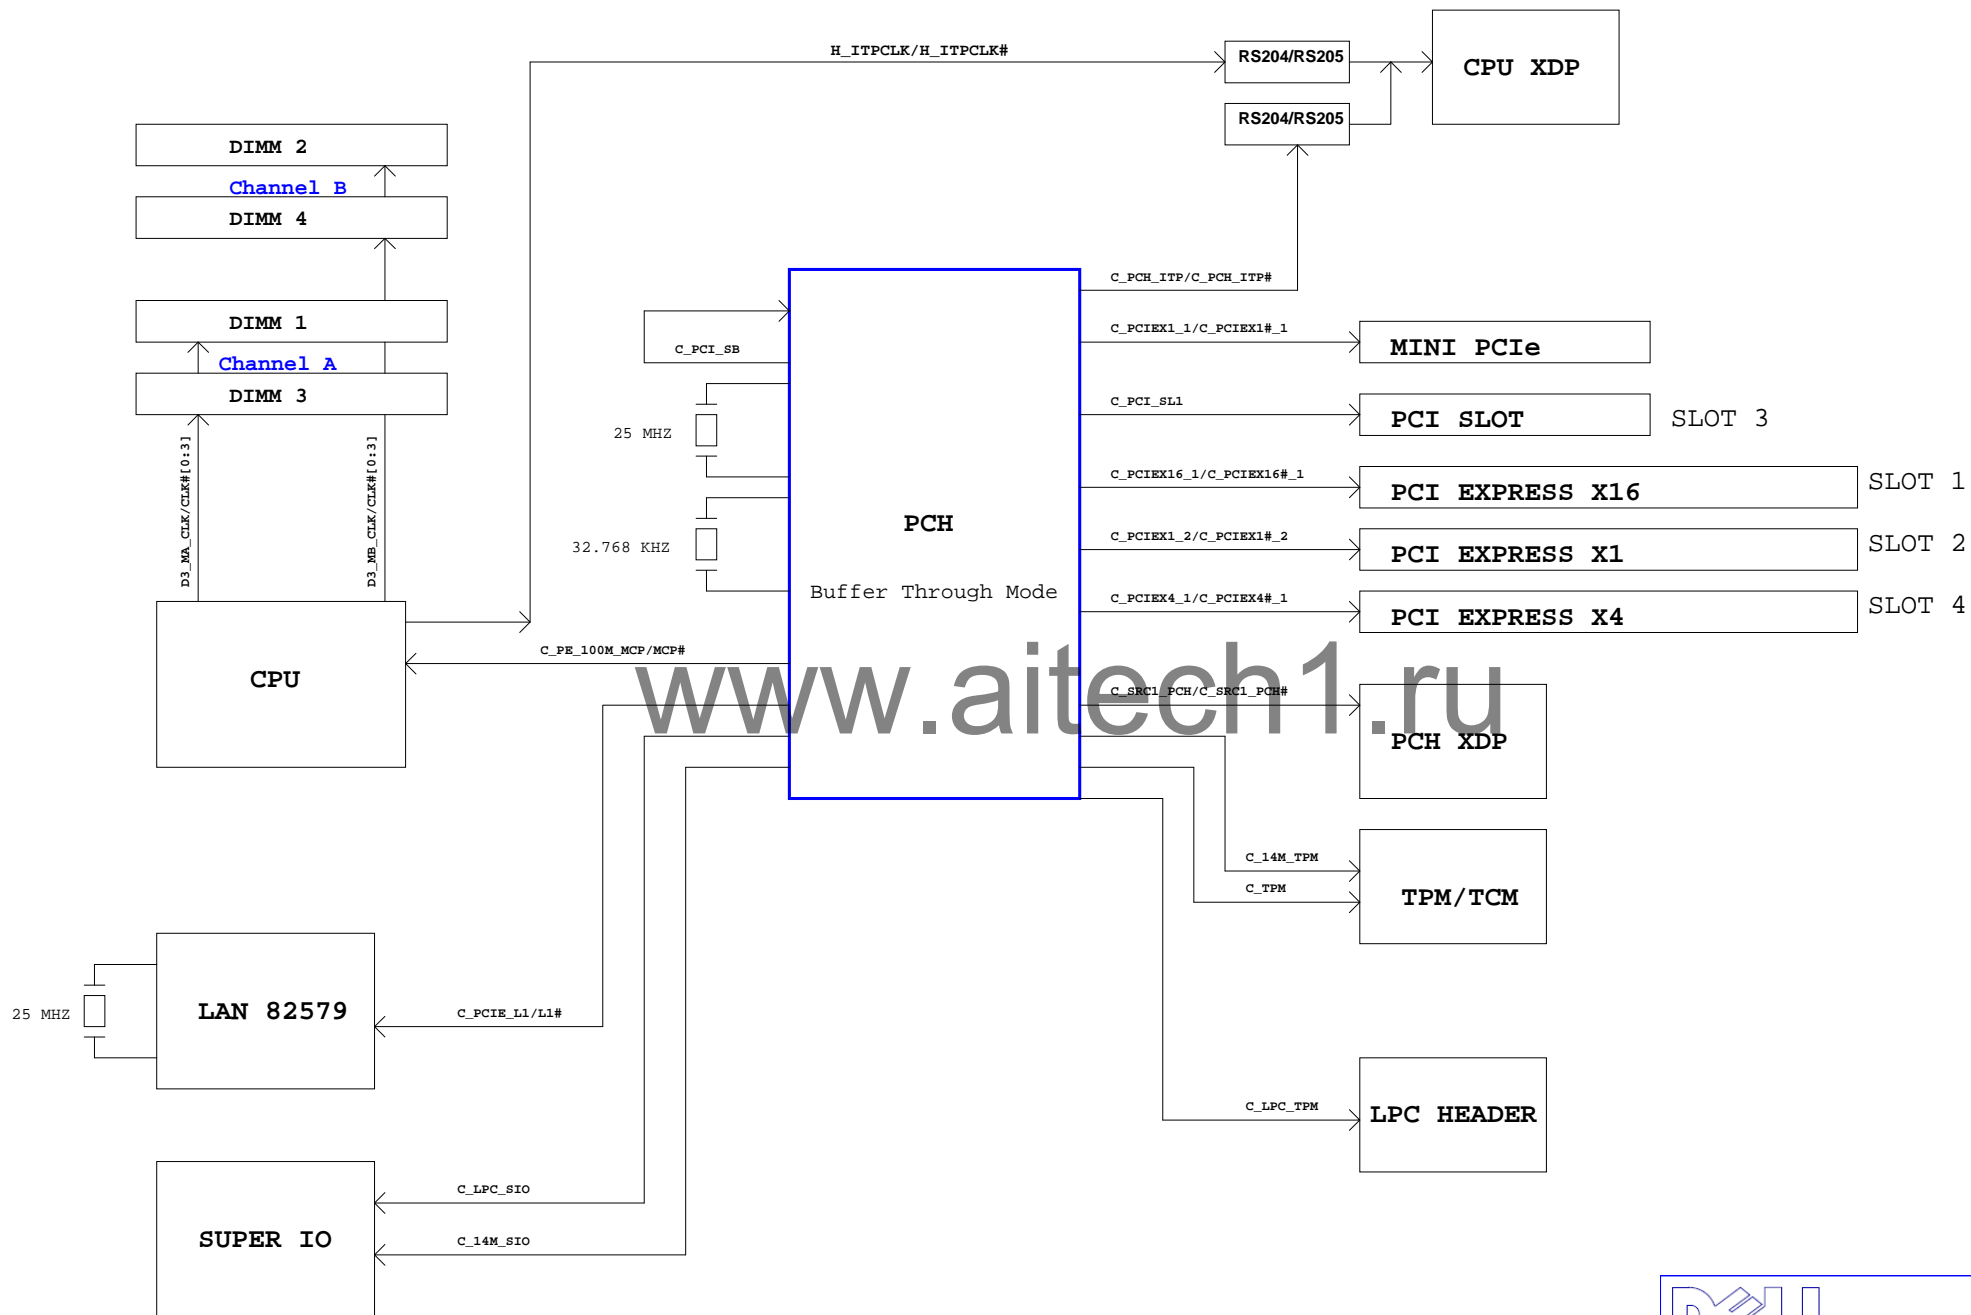 H_ITPCLK/H_ITPCLK#
RS204/RS205
CPU XDP
RS204/RS205
DIMM 2
Channel B
DIMM 4
C_PCH_ITP/C_PCH_ITP#
DIMM 1
C_PCIEX1_1/C_PCIEX1#_1
MINI PCIe
C_PCI_SB
Channel A
DIMM 3
C_PCI_SL1
PCI SLOT
SLOT 3
25 MHZ
D3_MA_CLK/CLK#[0:3]
D3_MB_CLK/CLK#[0:3]
C_PCIEX16_1/C_PCIEX16#_1
PCI EXPRESS X16
SLOT 1
PCH
32.768 KHZ
C_PCIEX1_2/C_PCIEX1#_2
PCI EXPRESS X1
SLOT 2
Buffer Through Mode
C_PCIEX4_1/C_PCIEX4#_1
PCI EXPRESS X4
SLOT 4
C_PE_100M_MCP/MCP#
CPU
www.aitech1.ru
C_SRC1_PCH/C_SRC1_PCH#
PCH XDP
C_14M_TPM
C_TPM
TPM/TCM
LAN 82579
25 MHZ
C_PCIE_L1/L1#
C_LPC_TPM
LPC HEADER
C_LPC_SIO
SUPER IO
C_14M_SIO
DELL